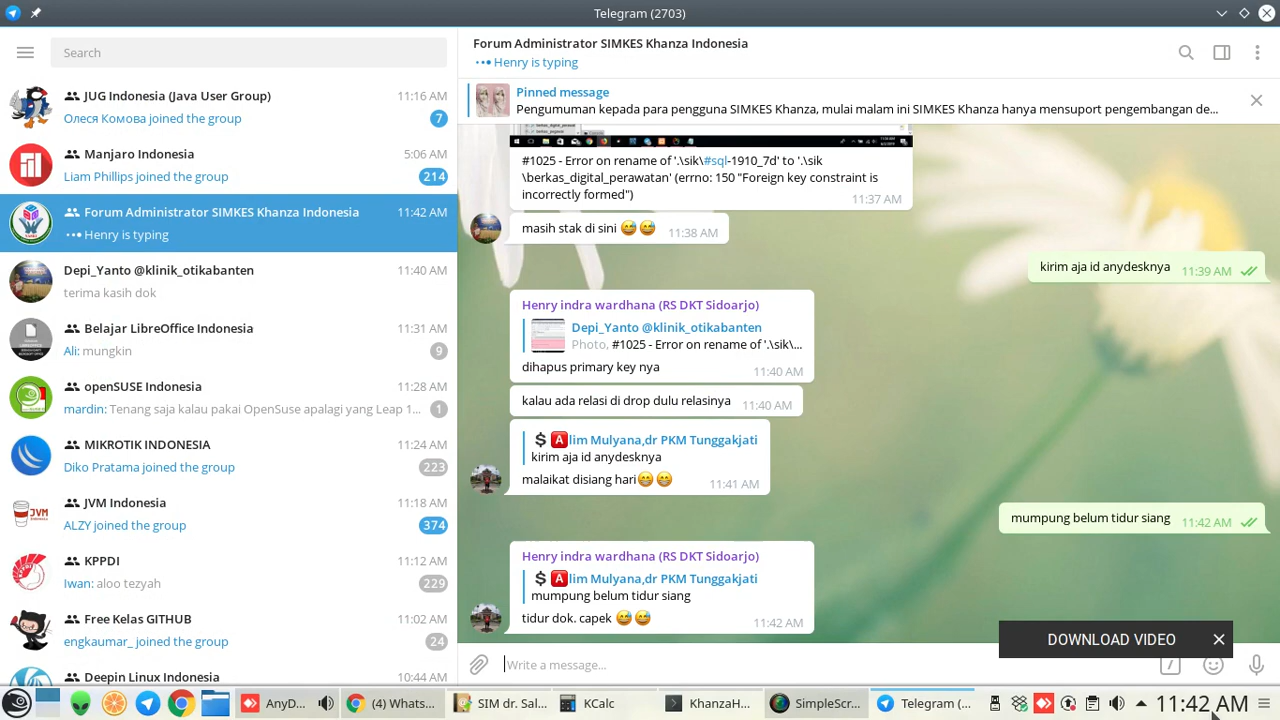 Telegram (2703)
Search
JUG Indonesia (Java User Group)
11:16 AM
Олеся Комова joined the group
7
Manjaro Indonesia
5:06 AM
Liam Phillips joined the group
214
Forum Administrator SIMKES Khanza Indonesia
11:42 AM
Henry is typing
Depi_Yanto @klinik_otikabanten
11:40 AM
terima kasih dok
Belajar LibreOffice Indonesia
11:31 AM
Ali: mungkin
9
openSUSE Indonesia
11:28 AM
mardin: Tenang saja kalau pakai OpenSuse apalagi yang Leap 1...
1
MIKROTIK INDONESIA
11:24 AM
Diko Pratama joined the group
223
JVM Indonesia
11:18 AM
ALZY joined the group
374
KPPDI
11:12 AM
Iwan: aloo tezyah
229
Free Kelas GITHUB
11:02 AM
engkaumar_ joined the group
24
Deepin Linux Indonesia
10:44 AM
Forum Administrator SIMKES Khanza Indonesia
Henry is typing
Pinned message
Pengumuman kepada para pengguna SIMKES Khanza, mulai malam ini SIMKES Khanza hanya mensuport pengembangan de...
#1025 - Error on rename of '.\sik\#sql-1910_7d' to '.\sik
\berkas_digital_perawatan' (errno: 150 "Foreign key constraint is
incorrectly formed")
11:37 AM
masih stak di sini 😅😅
11:38 AM
kirim aja id anydesknya
11:39 AM
Henry indra wardhana (RS DKT Sidoarjo)
Depi_Yanto @klinik_otikabanten
Photo, #1025 - Error on rename of '.\sik\...
dihapus primary key nya
11:40 AM
kalau ada relasi di drop dulu relasinya
11:40 AM
💲🅰lim Mulyana,dr PKM Tunggakjati
kirim aja id anydesknya
malaikat disiang hari😁😁
11:41 AM
mumpung belum tidur siang
11:42 AM
Henry indra wardhana (RS DKT Sidoarjo)
💲🅰lim Mulyana,dr PKM Tunggakjati
mumpung belum tidur siang
tidur dok. capek 😅😅
11:42 AM
DOWNLOAD VIDEO
Write a message...
AnyD...
(4) Whats...
SIM dr. Sal...
KCalc
KhanzaH...
SimpleScr...
Telegram (...
11:42 AM